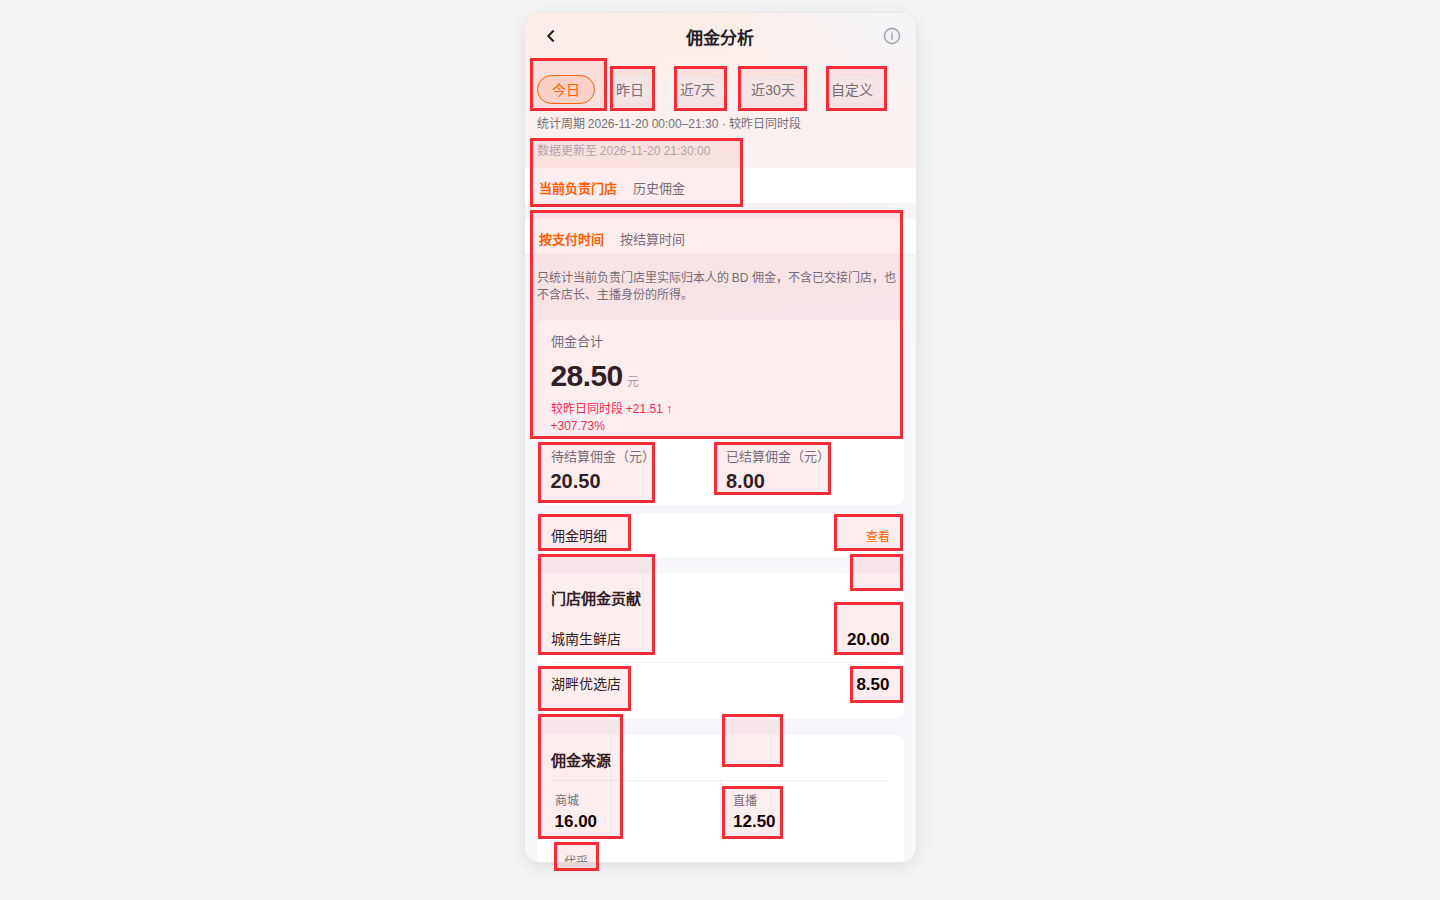 佣金分析
今日 昨日 近7天 近30天 自定义
统计周期 2026-11-20 00:00–21:30 · 较昨日同时段
数据更新至 2026-11-20 21:30:00
当前负责门店 历史佣金
按支付时间 按结算时间
只统计当前负责门店里实际归本人的 BD 佣金，不含已交接门店，也
不含店长、主播身份的所得。
佣金合计
28.50 元
较昨日同时段 +21.51 ↑
+307.73%
待结算佣金（元） 已结算佣金（元）
20.50 8.00
佣金明细 查看
门店佣金贡献
城南生鲜店 20.00
湖畔优选店 8.50
佣金来源
商城 直播
16.00 12.50